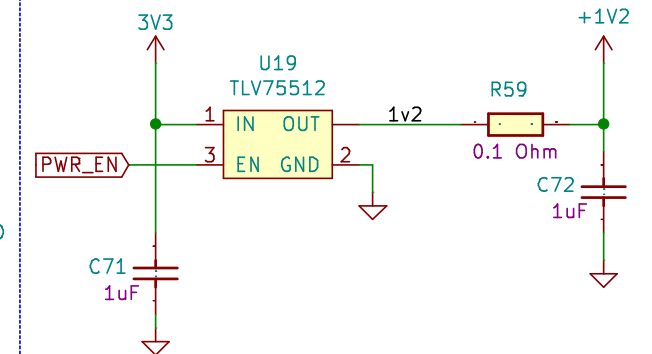 3V3
+1V2
U19
TLV75512
R59
1
IN
OUT
1v2
0.1 Ohm
PWR_EN
3
EN
GND
2
C72
1uF
C71
1uF